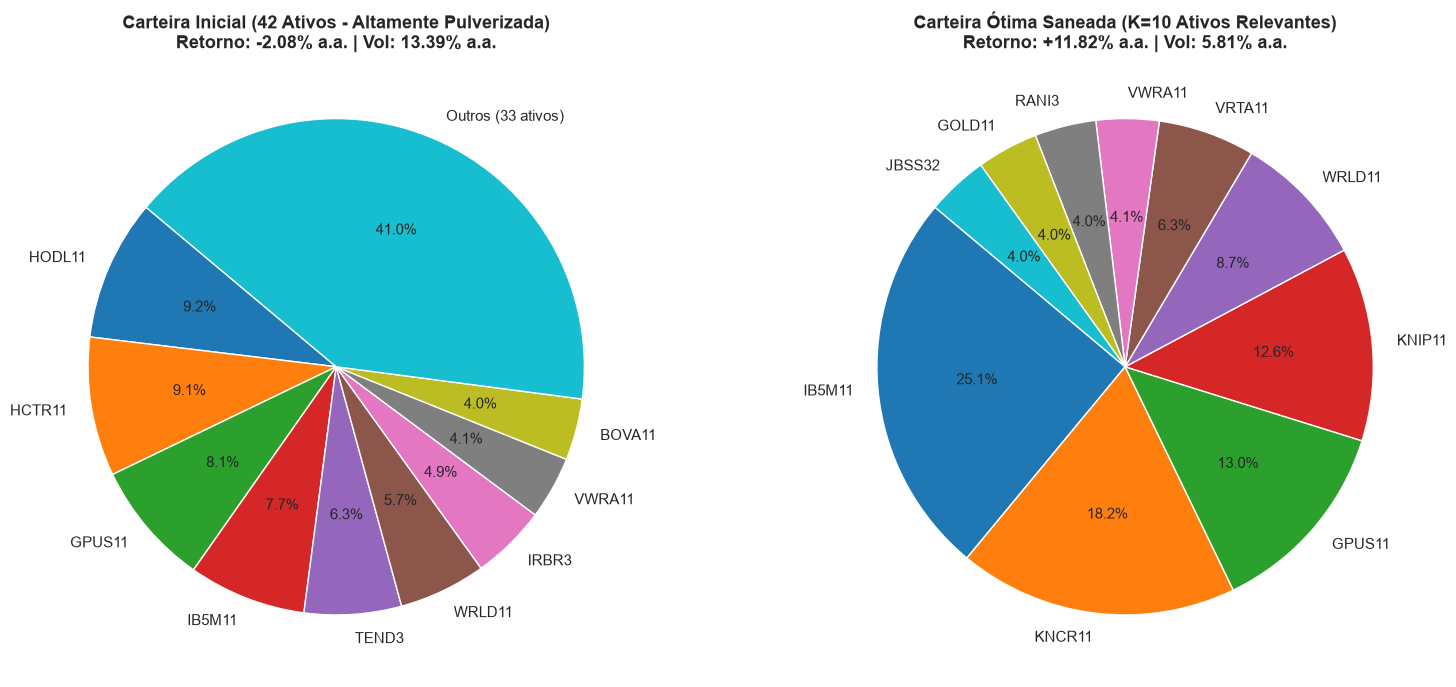 Carteira Inicial (42 Ativos - Altamente Pulverizada)
Retorno: -2.08% a.a. | Vol: 13.39% a.a.
Outros (33 ativos)
41.0%
HODL11
9.2%
HCTR11
9.1%
GPUS11
8.1%
IB5M11
7.7%
TEND3
6.3%
WRLD11
5.7%
IRBR3
4.9%
VWRA11
4.1%
BOVA11
4.0%
Carteira Ótima Saneada (K=10 Ativos Relevantes)
Retorno: +11.82% a.a. | Vol: 5.81% a.a.
IB5M11
25.1%
KNCR11
18.2%
GPUS11
13.0%
KNIP11
12.6%
WRLD11
8.7%
VRTA11
6.3%
VWRA11
4.1%
RANI3
4.0%
GOLD11
4.0%
JBSS32
4.0%